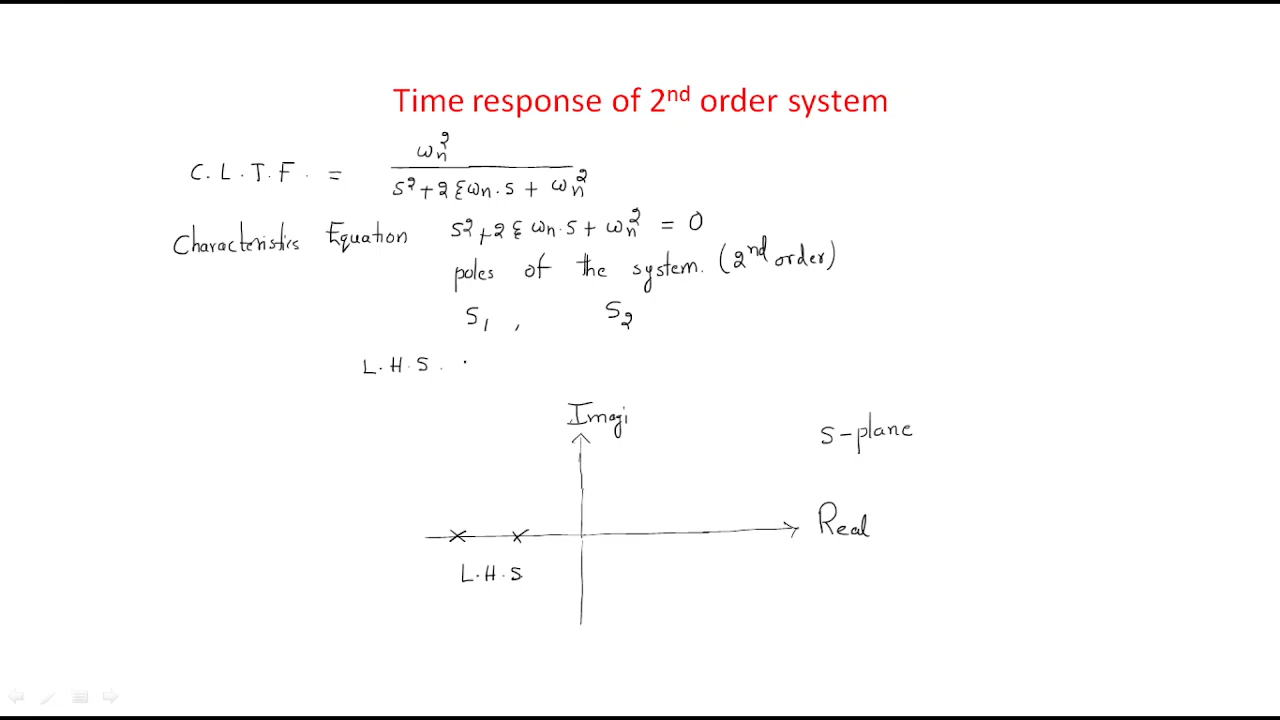 Time response of 2nd order system
C. L. T. F. = ωn² / s²+2ξωn.s + ωn²
Characteristics Equation s²+2ξωn.s + ωn² = 0
poles of the system. (2nd order)
S1 , S2
L.H.S.
Imagi
S-plane
Real
L.H.S